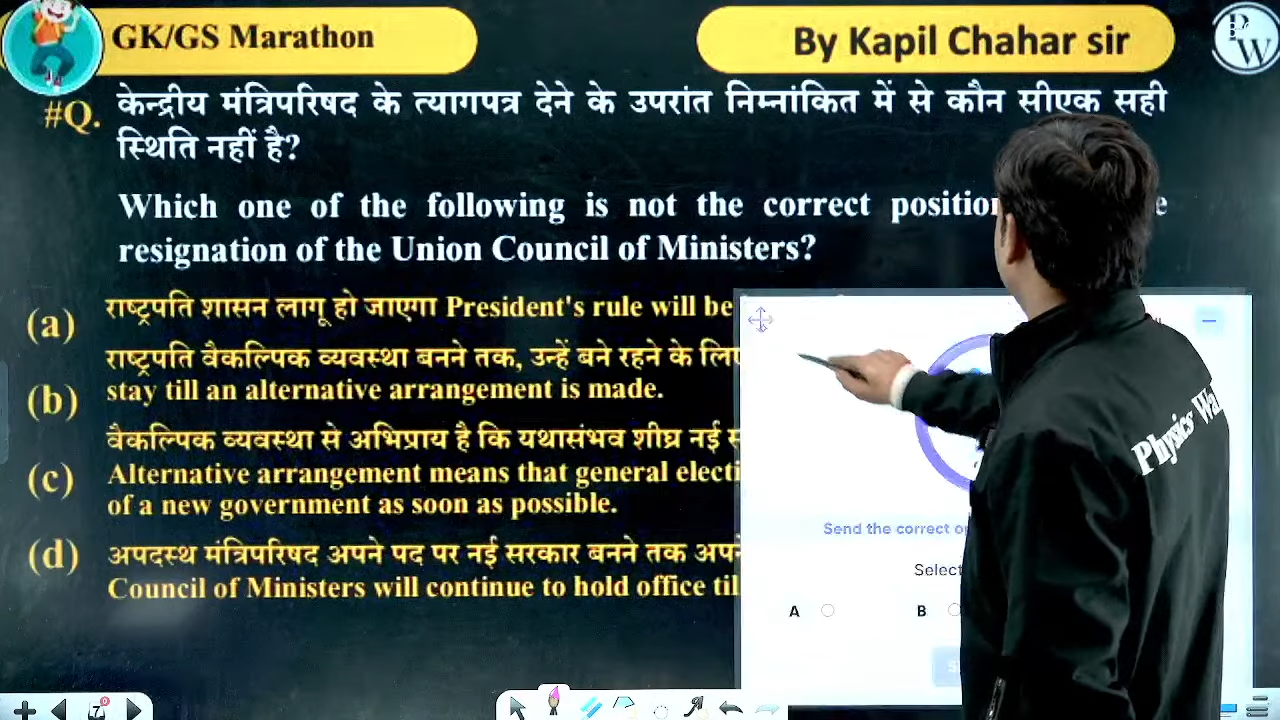 GK/GS Marathon
By Kapil Chahar sir
PW
#Q. केन्द्रीय मंत्रिपरिषद के त्यागपत्र देने के उपरांत निम्नांकित में से कौन सीएक सही
स्थिति नहीं है?
Which one of the following is not the correct position
resignation of the Union Council of Ministers?
(a) राष्ट्रपति शासन लागू हो जाएगा President's rule will be
राष्ट्रपति वैकल्पिक व्यवस्था बनने तक, उन्हें बने रहने के
(b) stay till an alternative arrangement is made.
वैकल्पिक व्यवस्था से अभिप्राय है कि यथासंभव शीघ्र नई
(c) Alternative arrangement means that general
of a new government as soon as possible.
(d) अपदस्थ मंत्रिपरिषद अपने पद पर नई सरकार बनने तक
Council of Ministers will continue to hold office
Send the correct
Select
A B
Physics
7